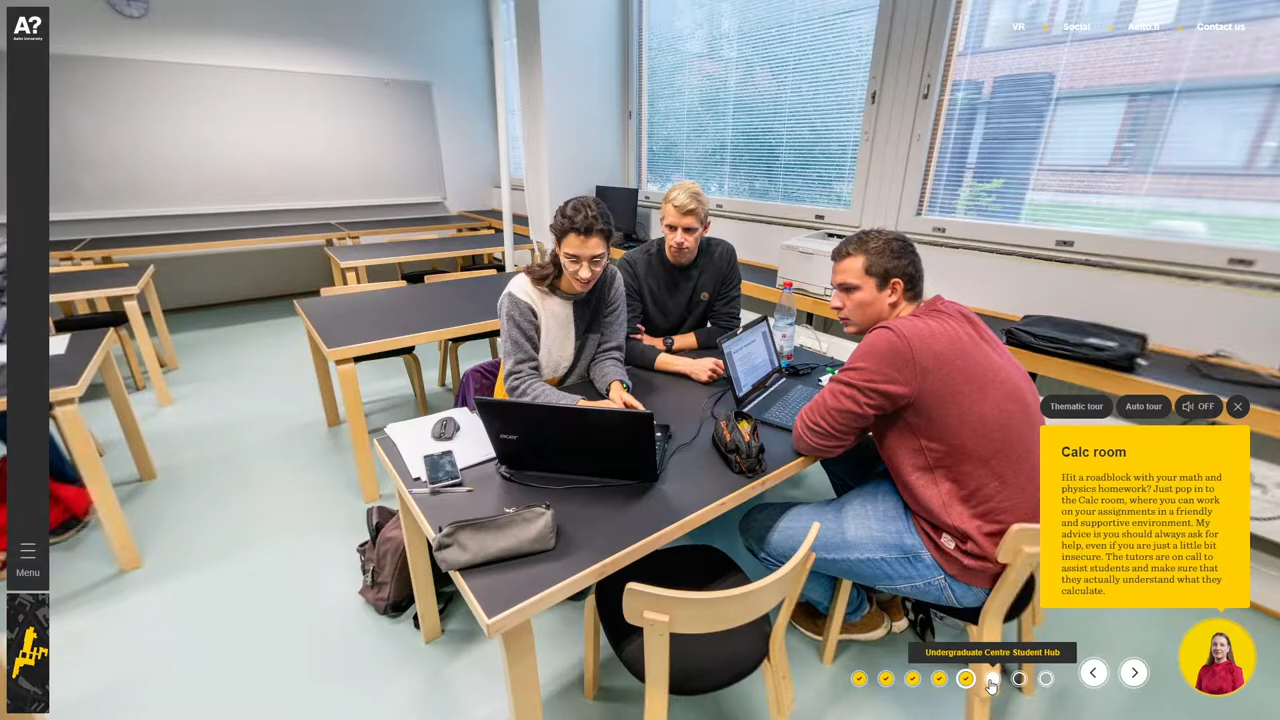 A?
Aalto University
VR
Social
Aalto.fi
Contact us
Thematic tour
Auto tour
OFF
Calc room
Hit a roadblock with your math and
physics homework? Just pop in to
the Calc room, where you can work
on your assignments in a friendly
and supportive environment. My
advice is you should always ask for
help, even if you are just a little bit
insecure. The tutors are on call to
assist students and make sure that
they actually understand what they
calculate.
Menu
Undergraduate Centre Student Hub